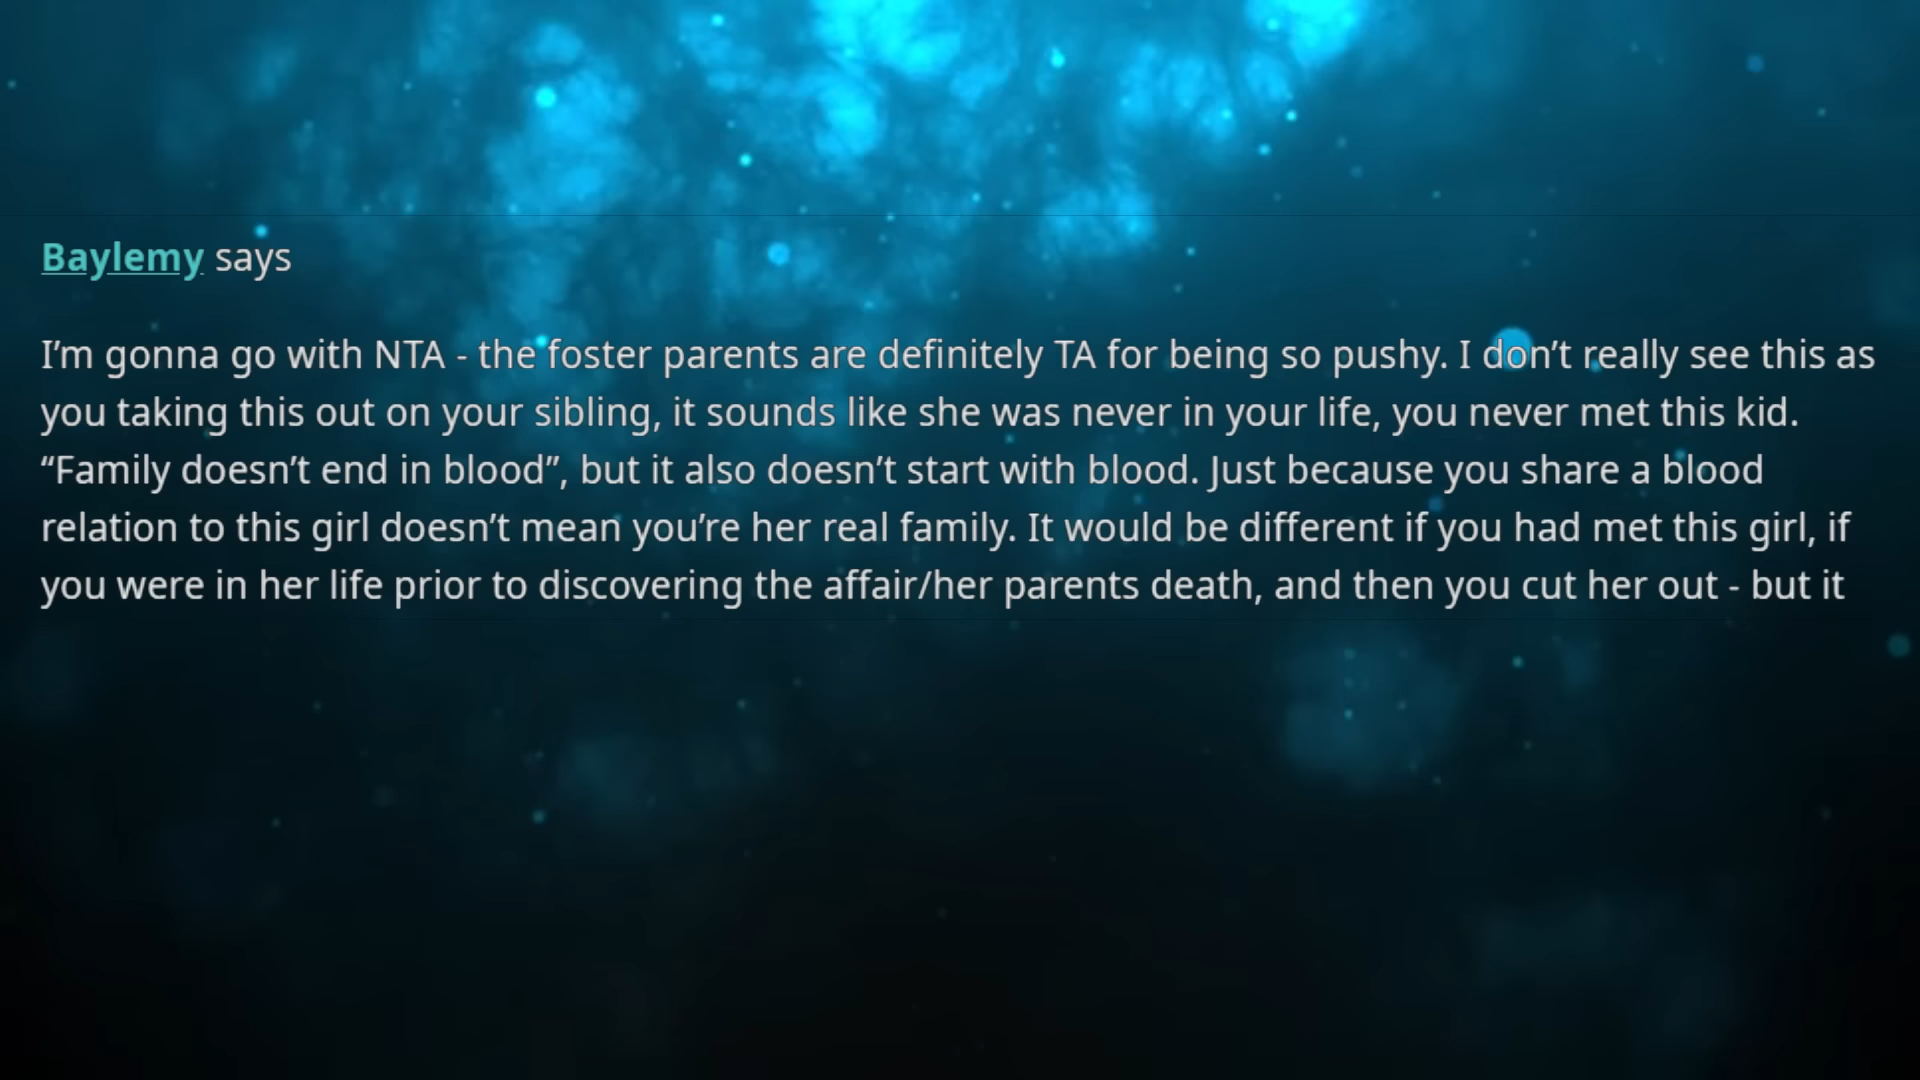 Baylemy says
I’m gonna go with NTA - the foster parents are definitely TA for being so pushy. I don’t really see this as
you taking this out on your sibling, it sounds like she was never in your life, you never met this kid.
“Family doesn’t end in blood”, but it also doesn’t start with blood. Just because you share a blood
relation to this girl doesn’t mean you’re her real family. It would be different if you had met this girl, if
you were in her life prior to discovering the affair/her parents death, and then you cut her out - but it